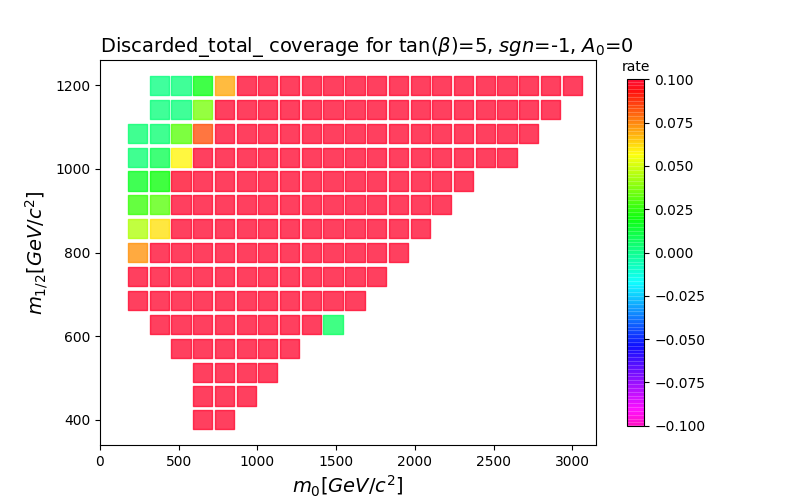 Discarded_total_ coverage for tan(β)=5, sgn=-1, A₀=0
rate
1200
1000
800
600
400
m₁/₂[GeV/c²]
0 500 1000 1500 2000 2500 3000
m₀[GeV/c²]
0.100
0.075
0.050
0.025
0.000
−0.025
−0.050
−0.075
−0.100